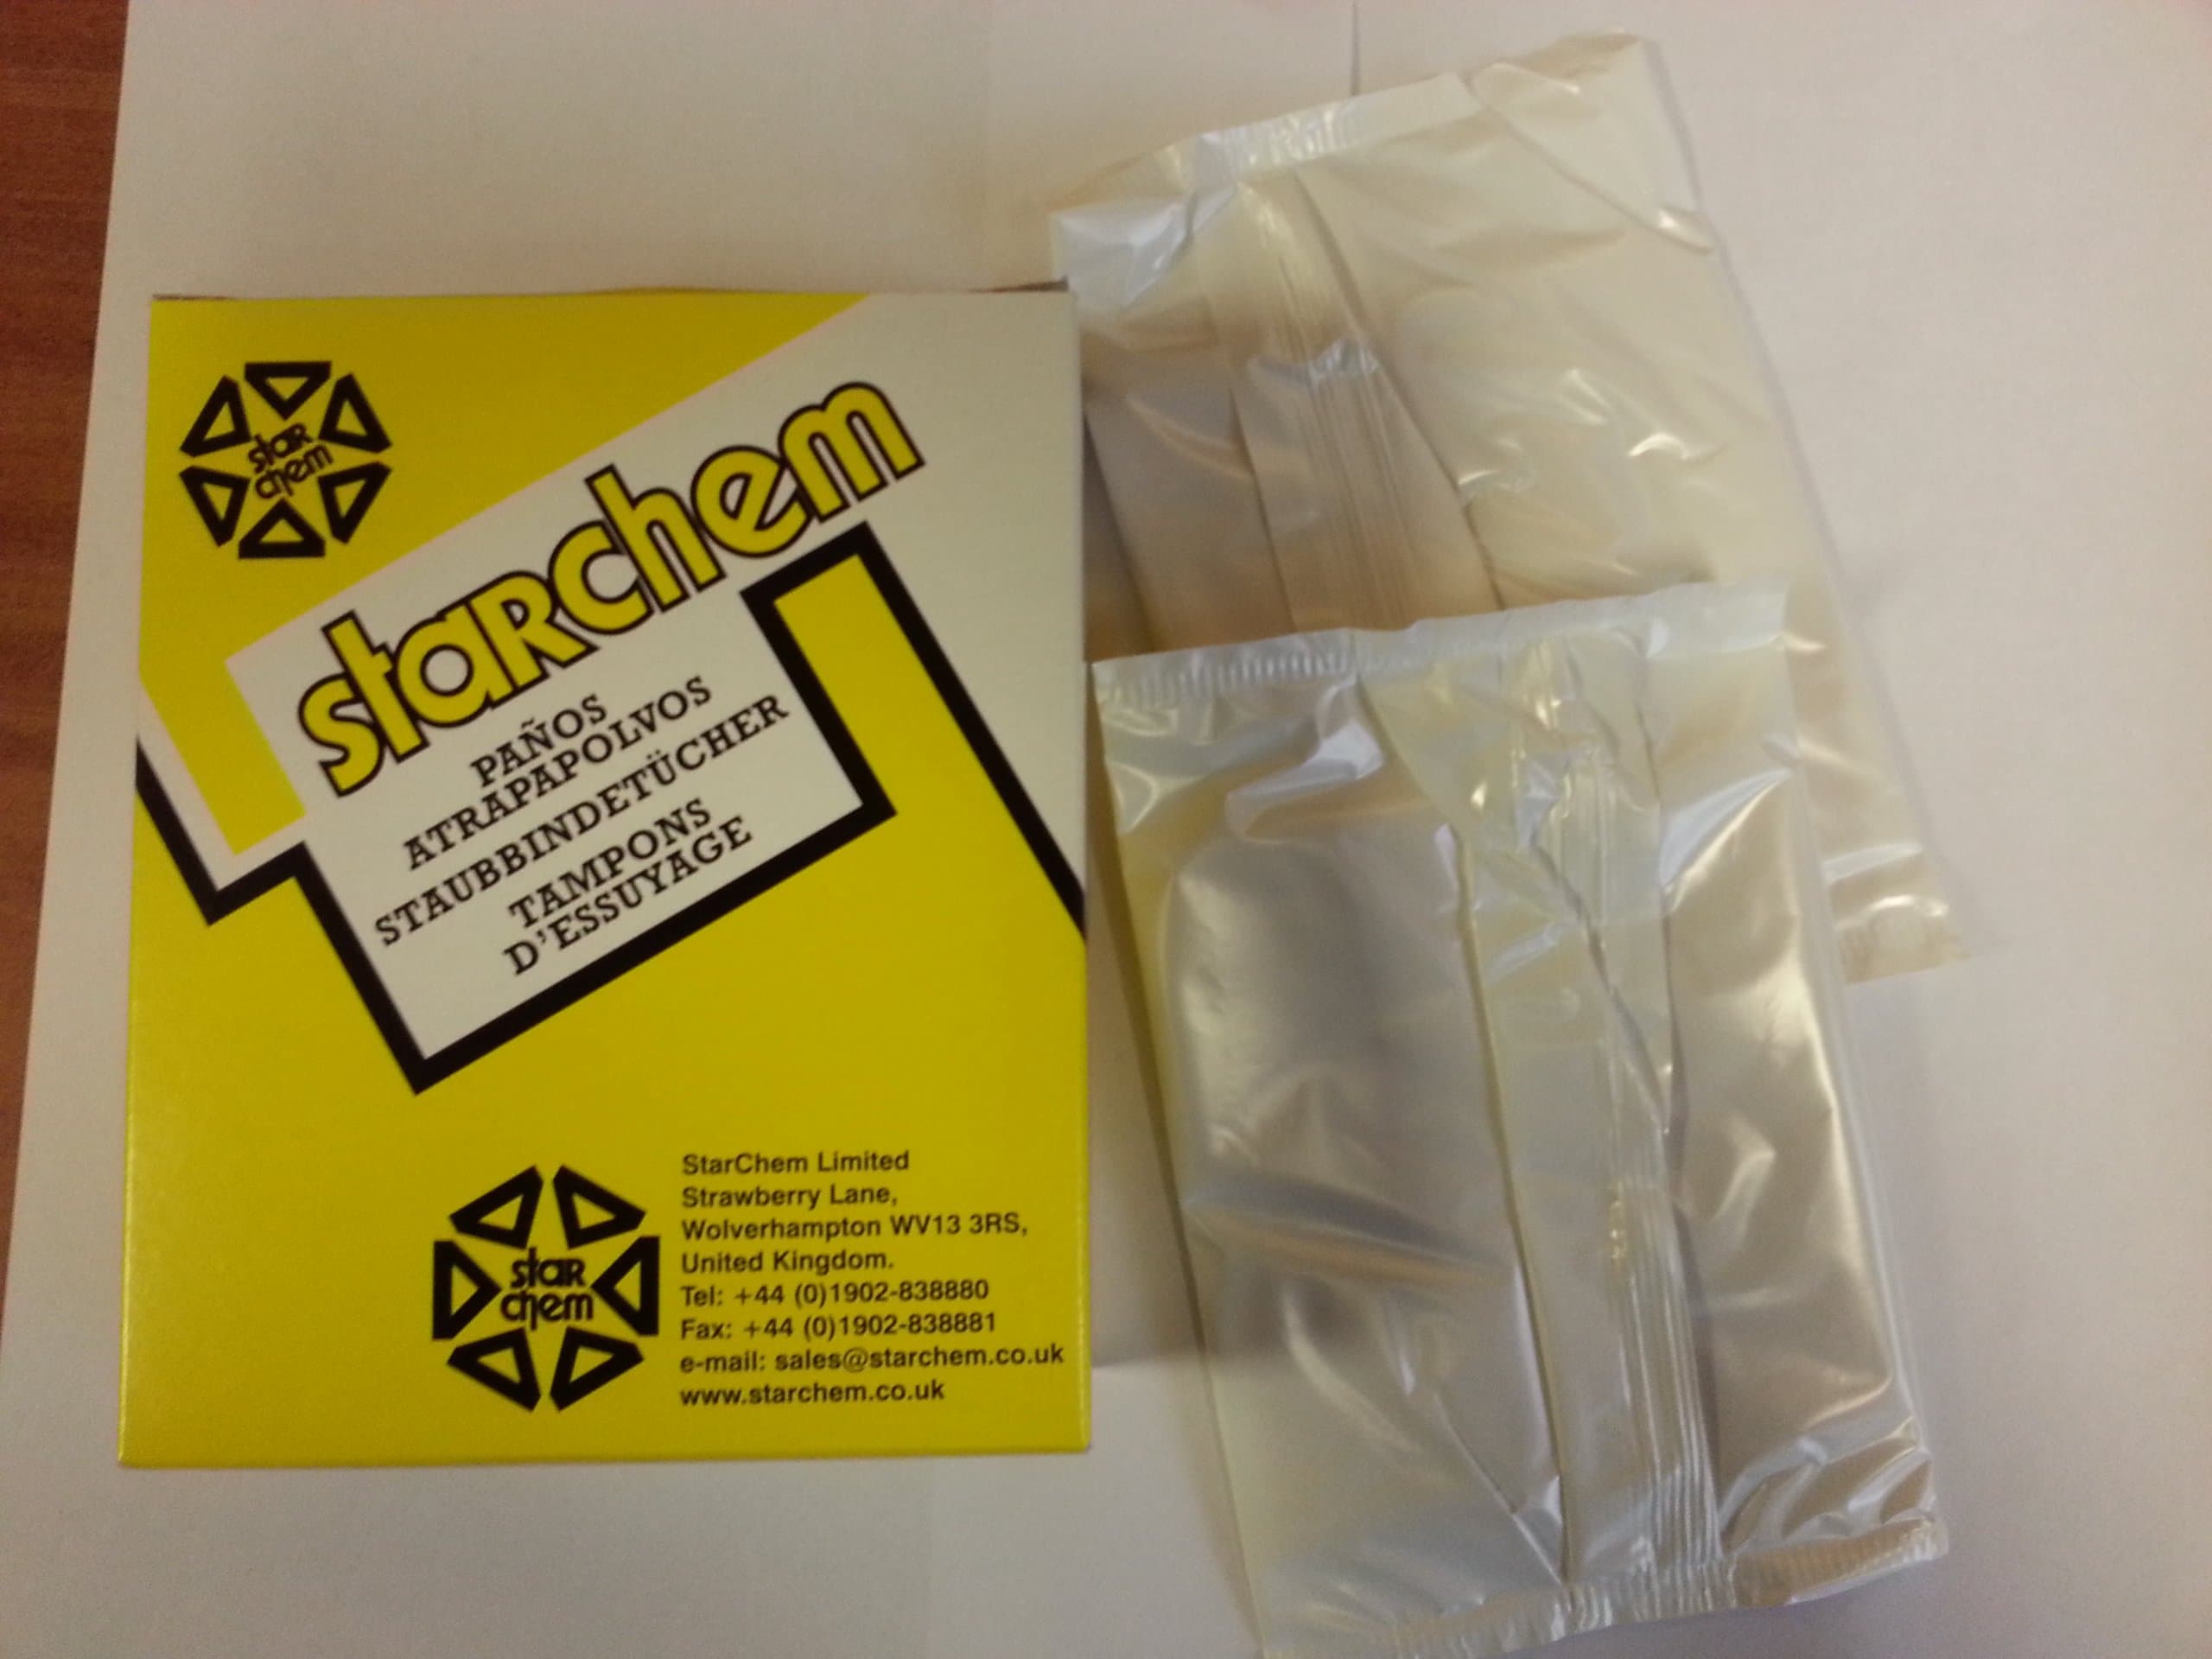 star
chem
starchem
PAÑOS
ATRAPAPOLVOS
STAUBBINDETÜCHER
TAMPONS
D'ESSUYAGE
star
chem
StarChem Limited
Strawberry Lane,
Wolverhampton WV13 3RS,
United Kingdom.
Tel: +44 (0)1902-838880
Fax: +44 (0)1902-838881
e-mail: sales@starchem.co.uk
www.starchem.co.uk